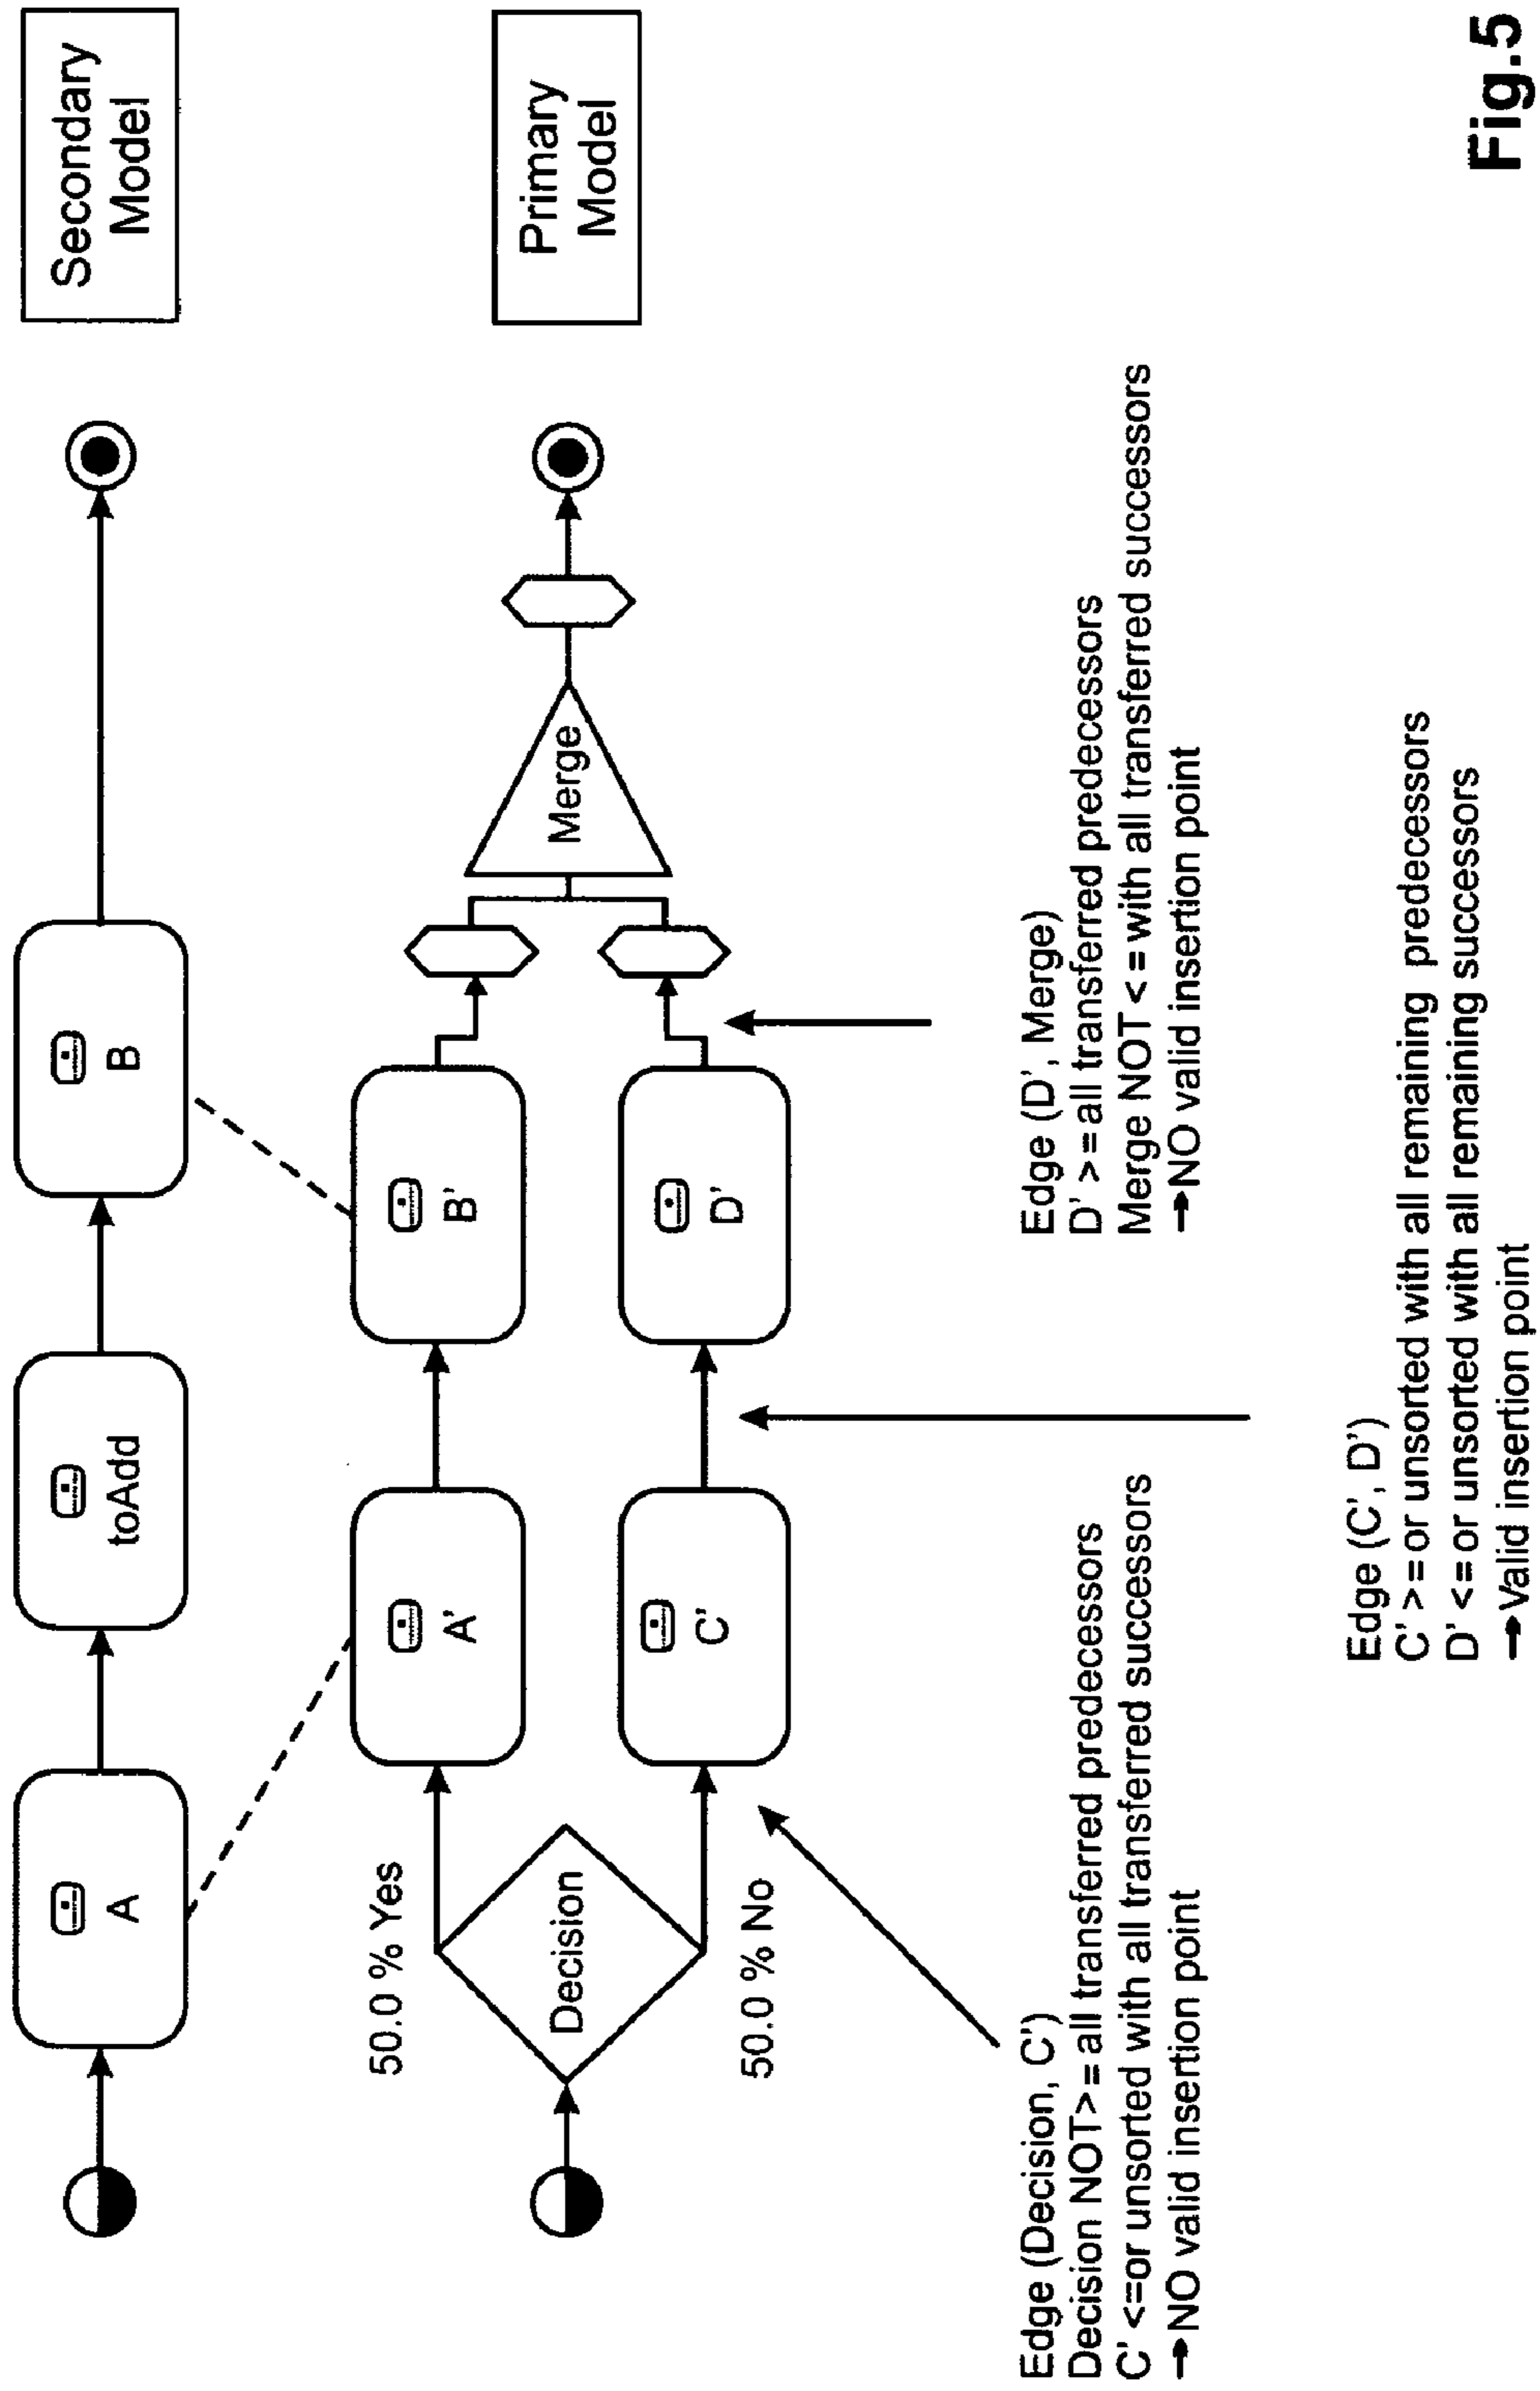 A
toAdd
B
Secondary
Model
50.0 % Yes
A'
B'
Decision
Merge
Primary
Model
50.0 % No
C'
D'
Edge (Decision, C')
Decision NOT>=all transferred predecessors
C' <=or unsorted with all transferred successors
→NO valid insertion point
Edge (D', Merge)
D' >=all transferred predecessors
Merge NOT <=with all transferred successors
→NO valid insertion point
Edge (C', D')
C' >=or unsorted with all remaining predecessors
D' <=or unsorted with all remaining successors
→Valid insertion point
Fig.5